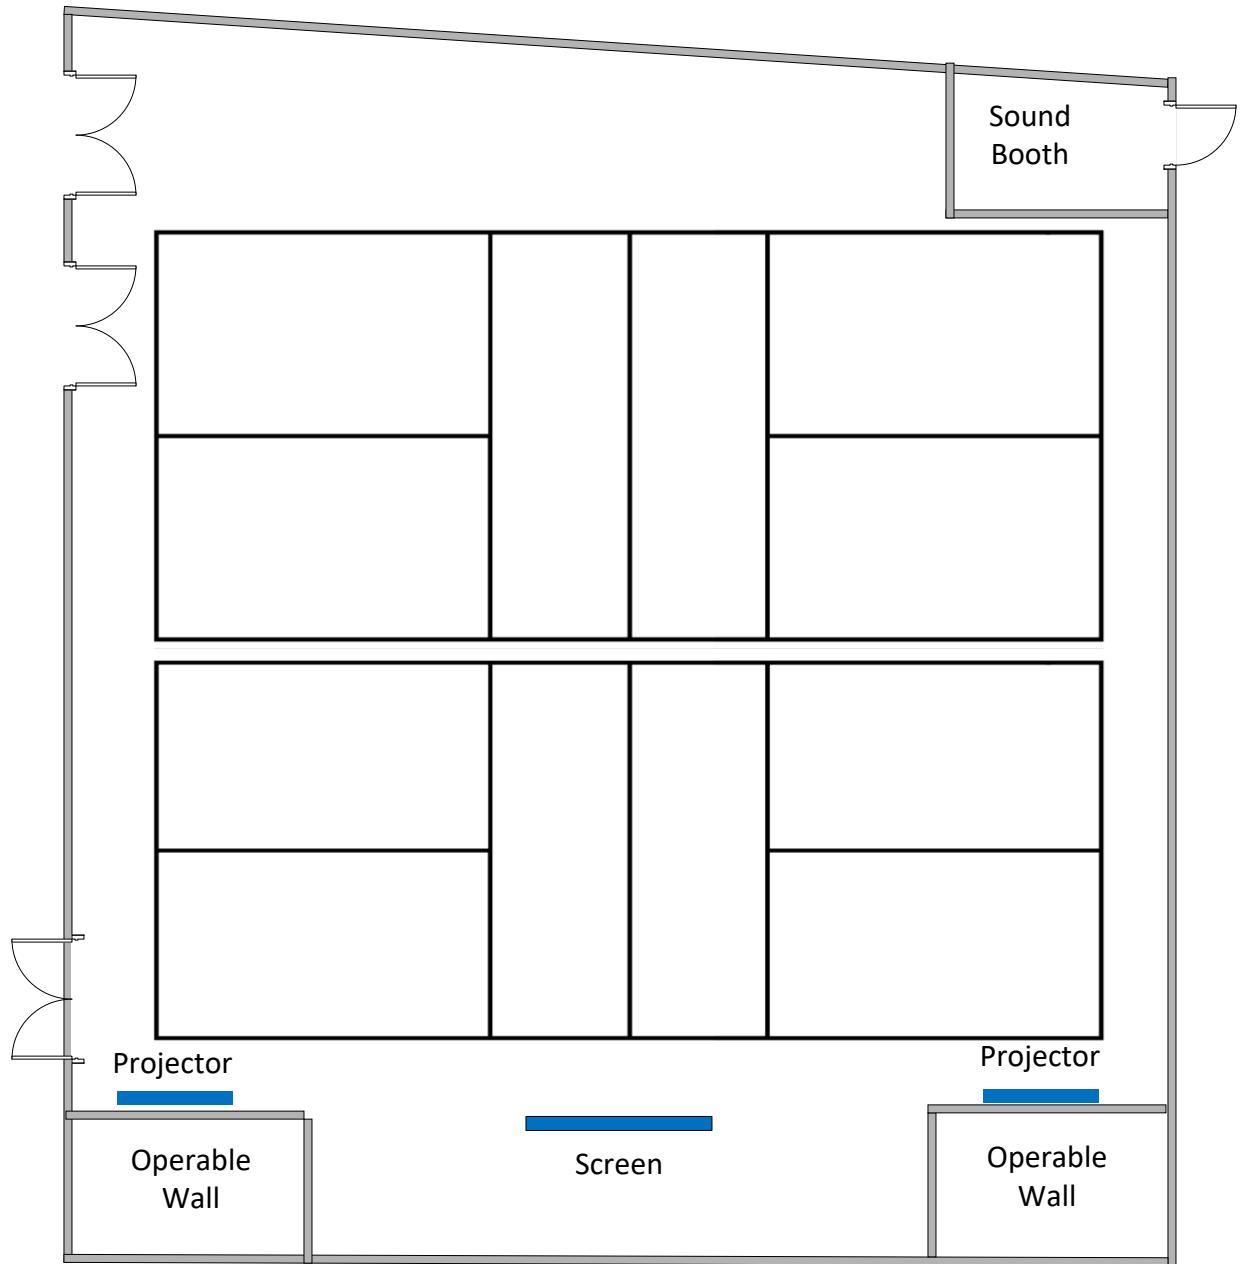 Sound
Booth
Projector
Projector
Operable
Wall
Screen
Operable
Wall